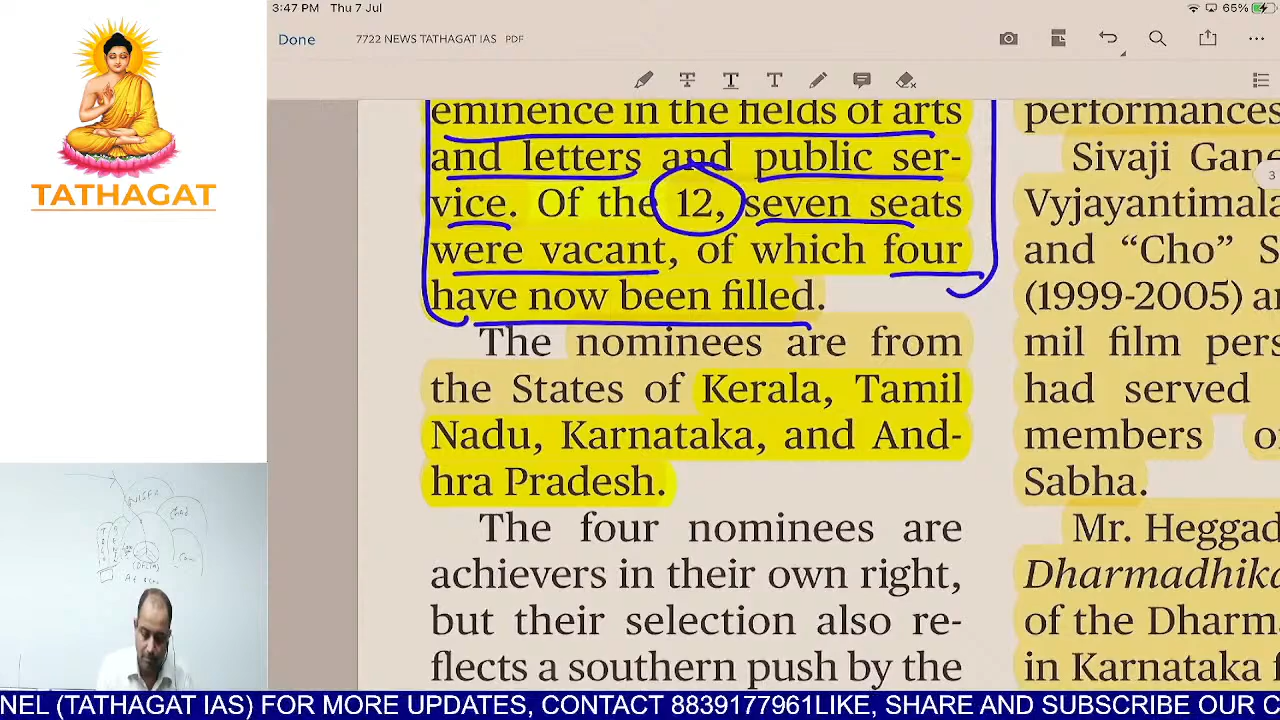 3:47 PM Thu 7 Jul
65%
Done
7722 NEWS TATHAGAT IAS PDF
TATHAGAT
eminence in the fields of arts
and letters and public ser-
vice. Of the 12, seven seats
were vacant, of which four
have now been filled.
The nominees are from
the States of Kerala, Tamil
Nadu, Karnataka, and And-
hra Pradesh.
The four nominees are
achievers in their own right,
but their selection also re-
flects a southern push by the
performances
Sivaji Gane
Vyjayantimala
and “Cho” S
(1999-2005) an
mil film pers
had served
members o
Sabha.
Mr. Heggad
Dharmadhika
of the Dharm
in Karnataka f
3
NEL (TATHAGAT IAS) FOR MORE UPDATES, CONTACT 8839177961LIKE, SHARE AND SUBSCRIBE OUR C